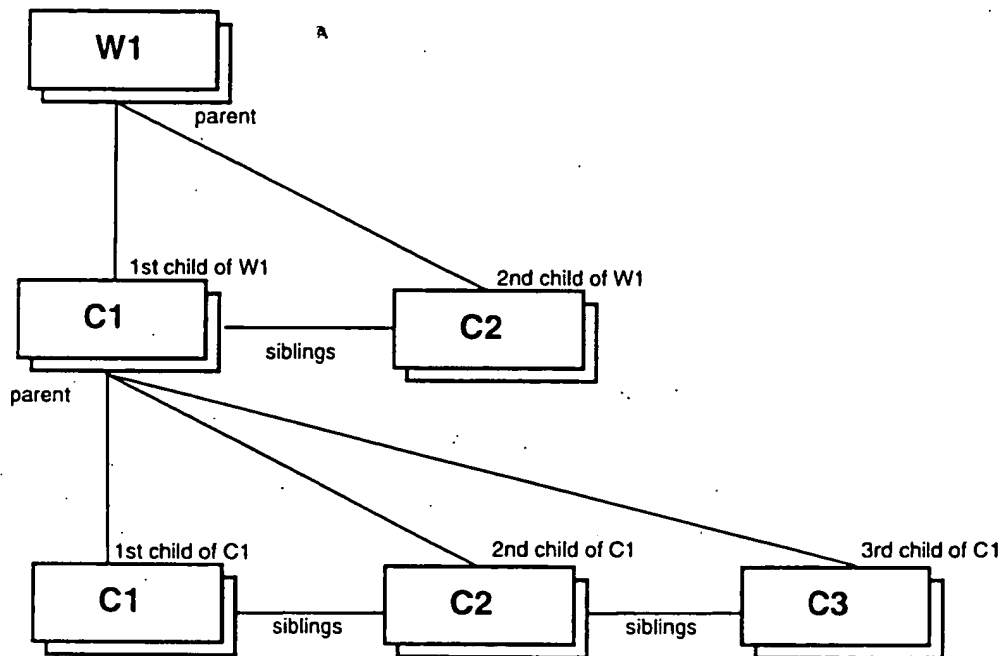 W1
parent
1st child of W1
2nd child of W1
C1
C2
siblings
parent
1st child of C1
2nd child of C1
3rd child of C1
C1
C2
C3
siblings
siblings